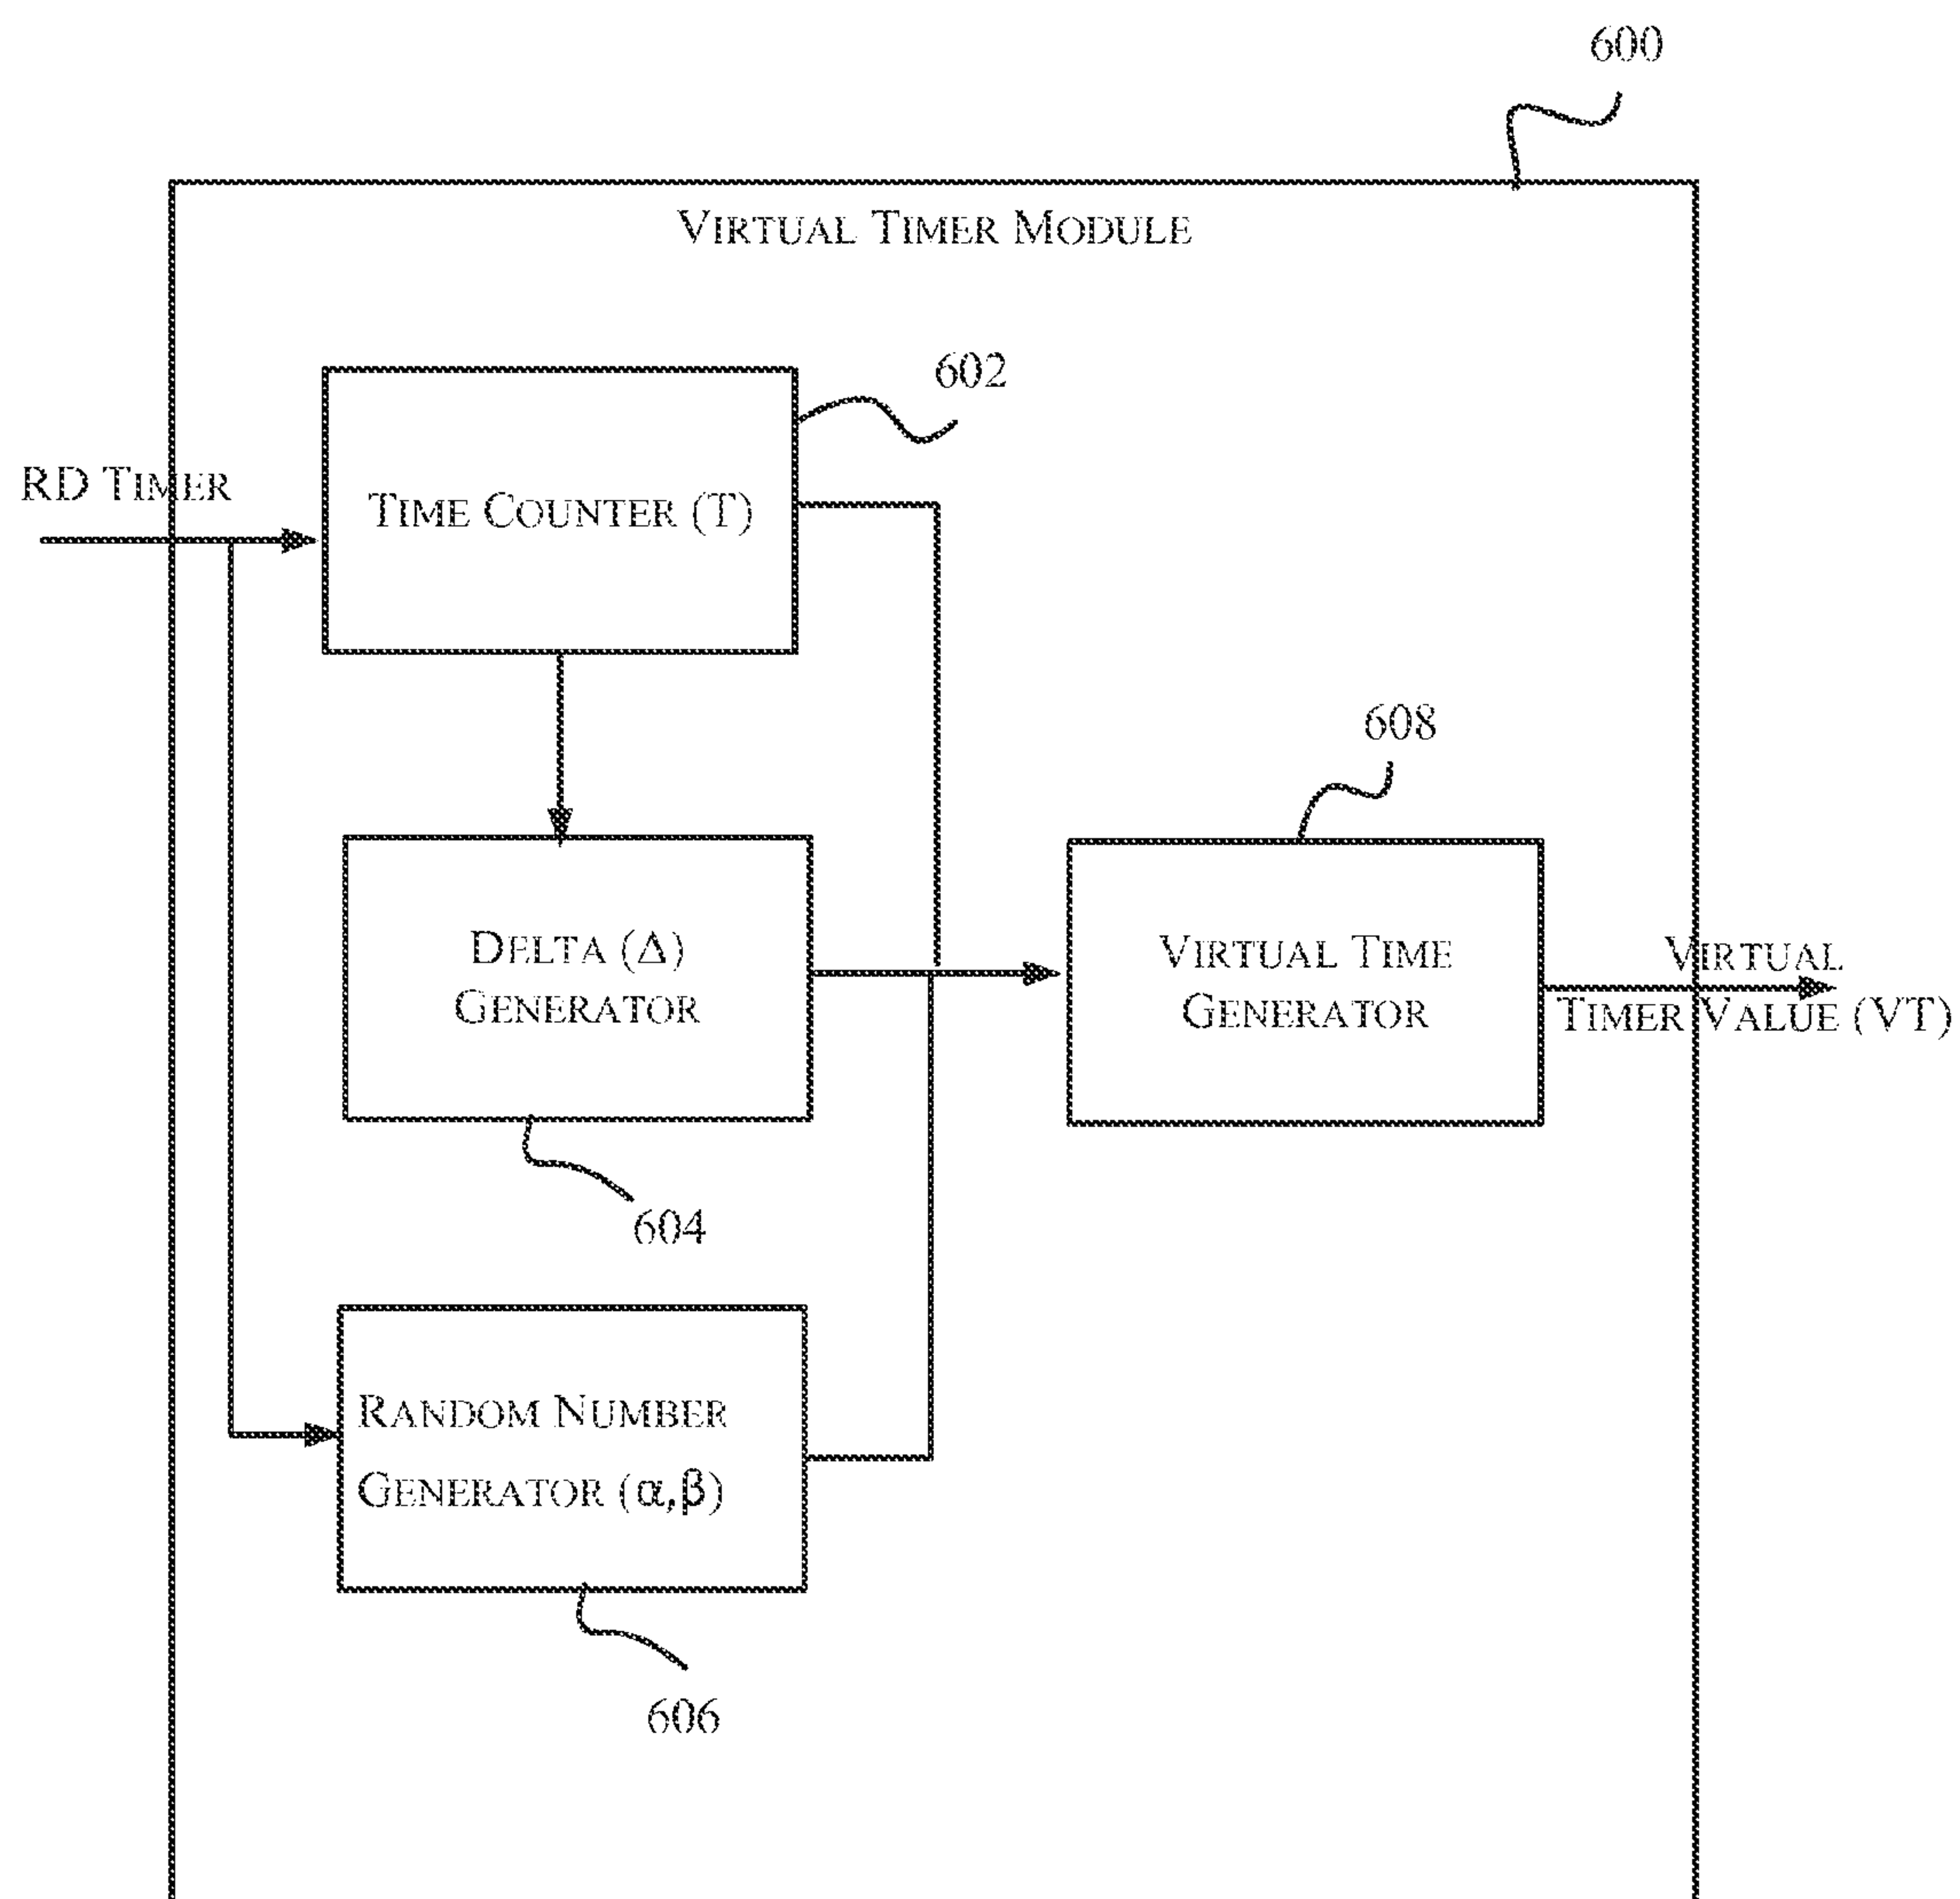 600
VIRTUAL TIMER MODULE
602
RD TIMER
TIME COUNTER (T)
608
DELTA (Δ)
GENERATOR
VIRTUAL TIME
GENERATOR
VIRTUAL
TIMER VALUE (VT)
604
RANDOM NUMBER
GENERATOR (α,β)
606